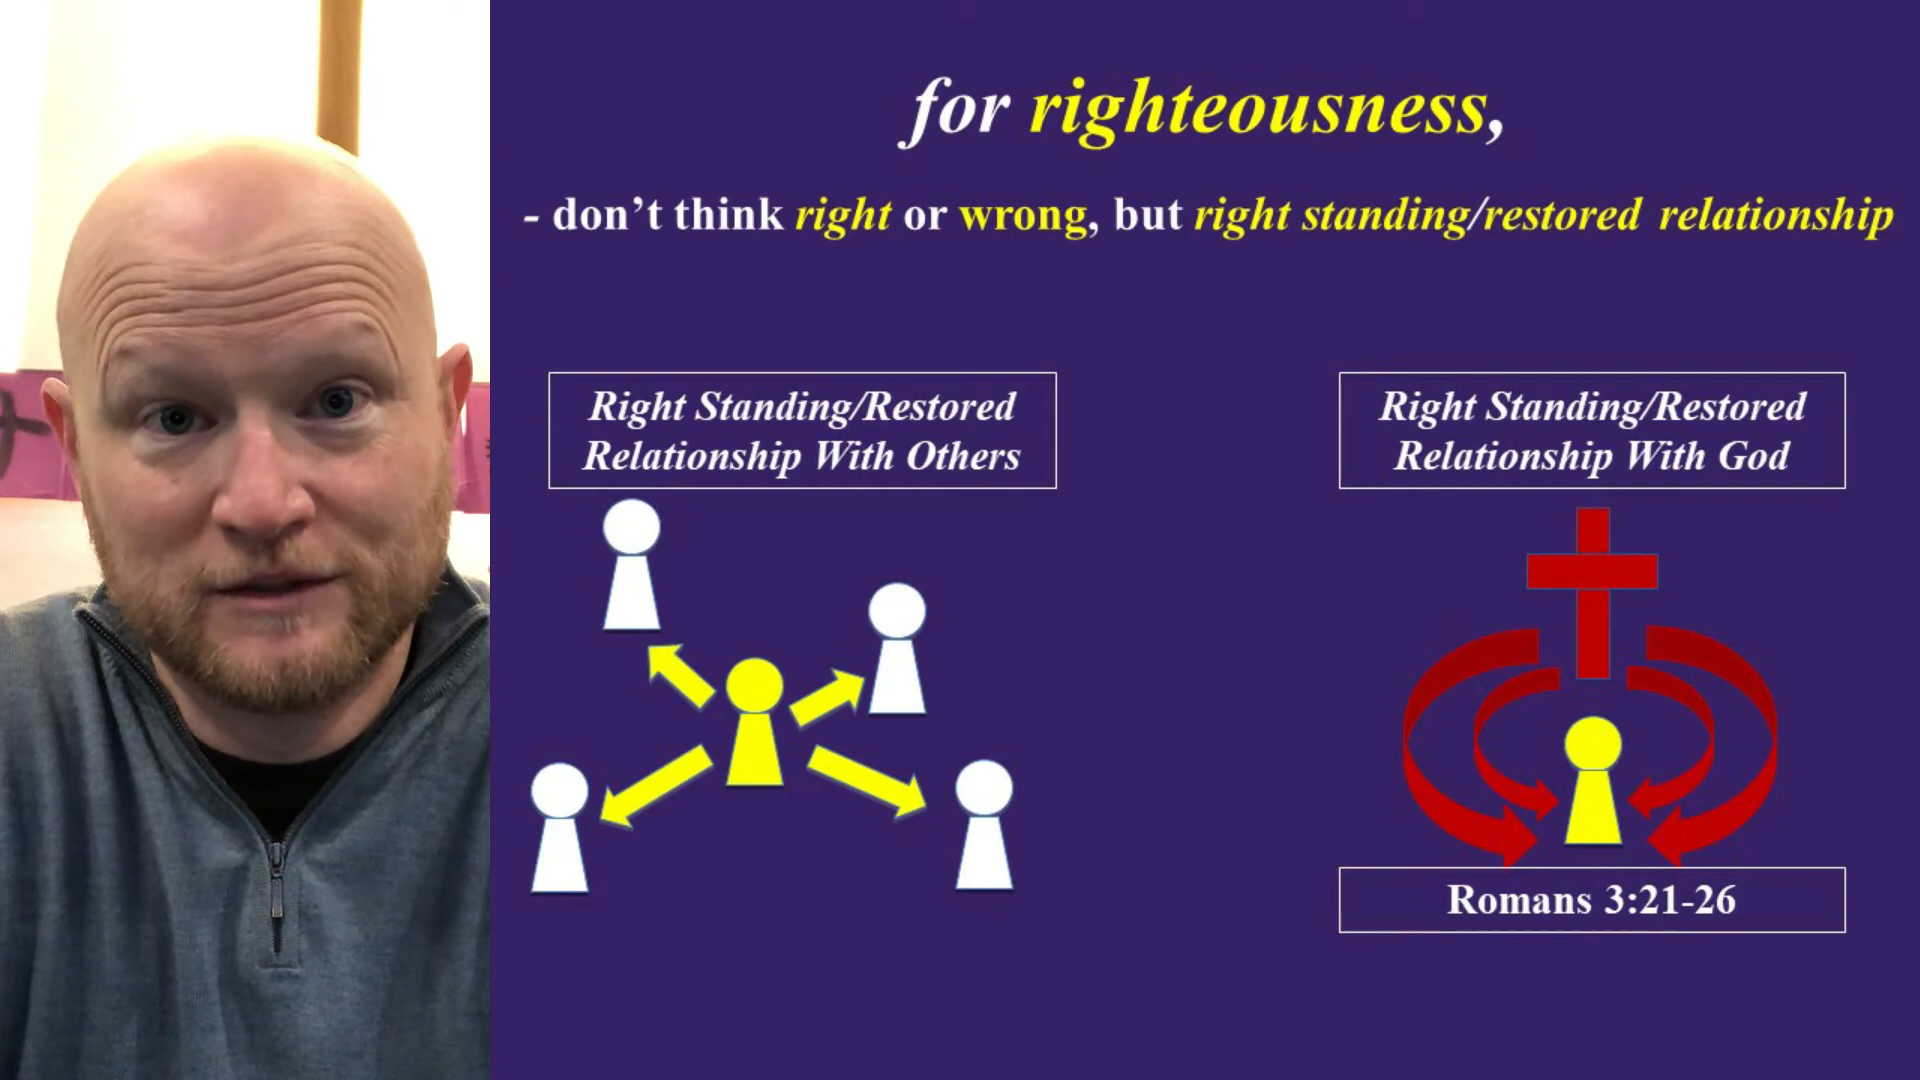 for righteousness,
- don’t think right or wrong, but right standing/restored relationship
Right Standing/Restored
Relationship With Others
Right Standing/Restored
Relationship With God
Romans 3:21-26